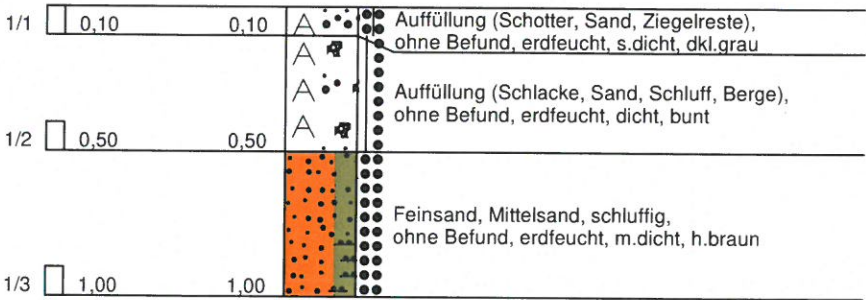 1/1 0,10 0,10 A Auffüllung (Schotter, Sand, Ziegelreste),
ohne Befund, erdfeucht, s.dicht, dkl.grau
A
A Auffüllung (Schlacke, Sand, Schluff, Berge),
ohne Befund, erdfeucht, dicht, bunt
1/2 0,50 0,50 A
Feinsand, Mittelsand, schluffig,
ohne Befund, erdfeucht, m.dicht, h.braun
1/3 1,00 1,00